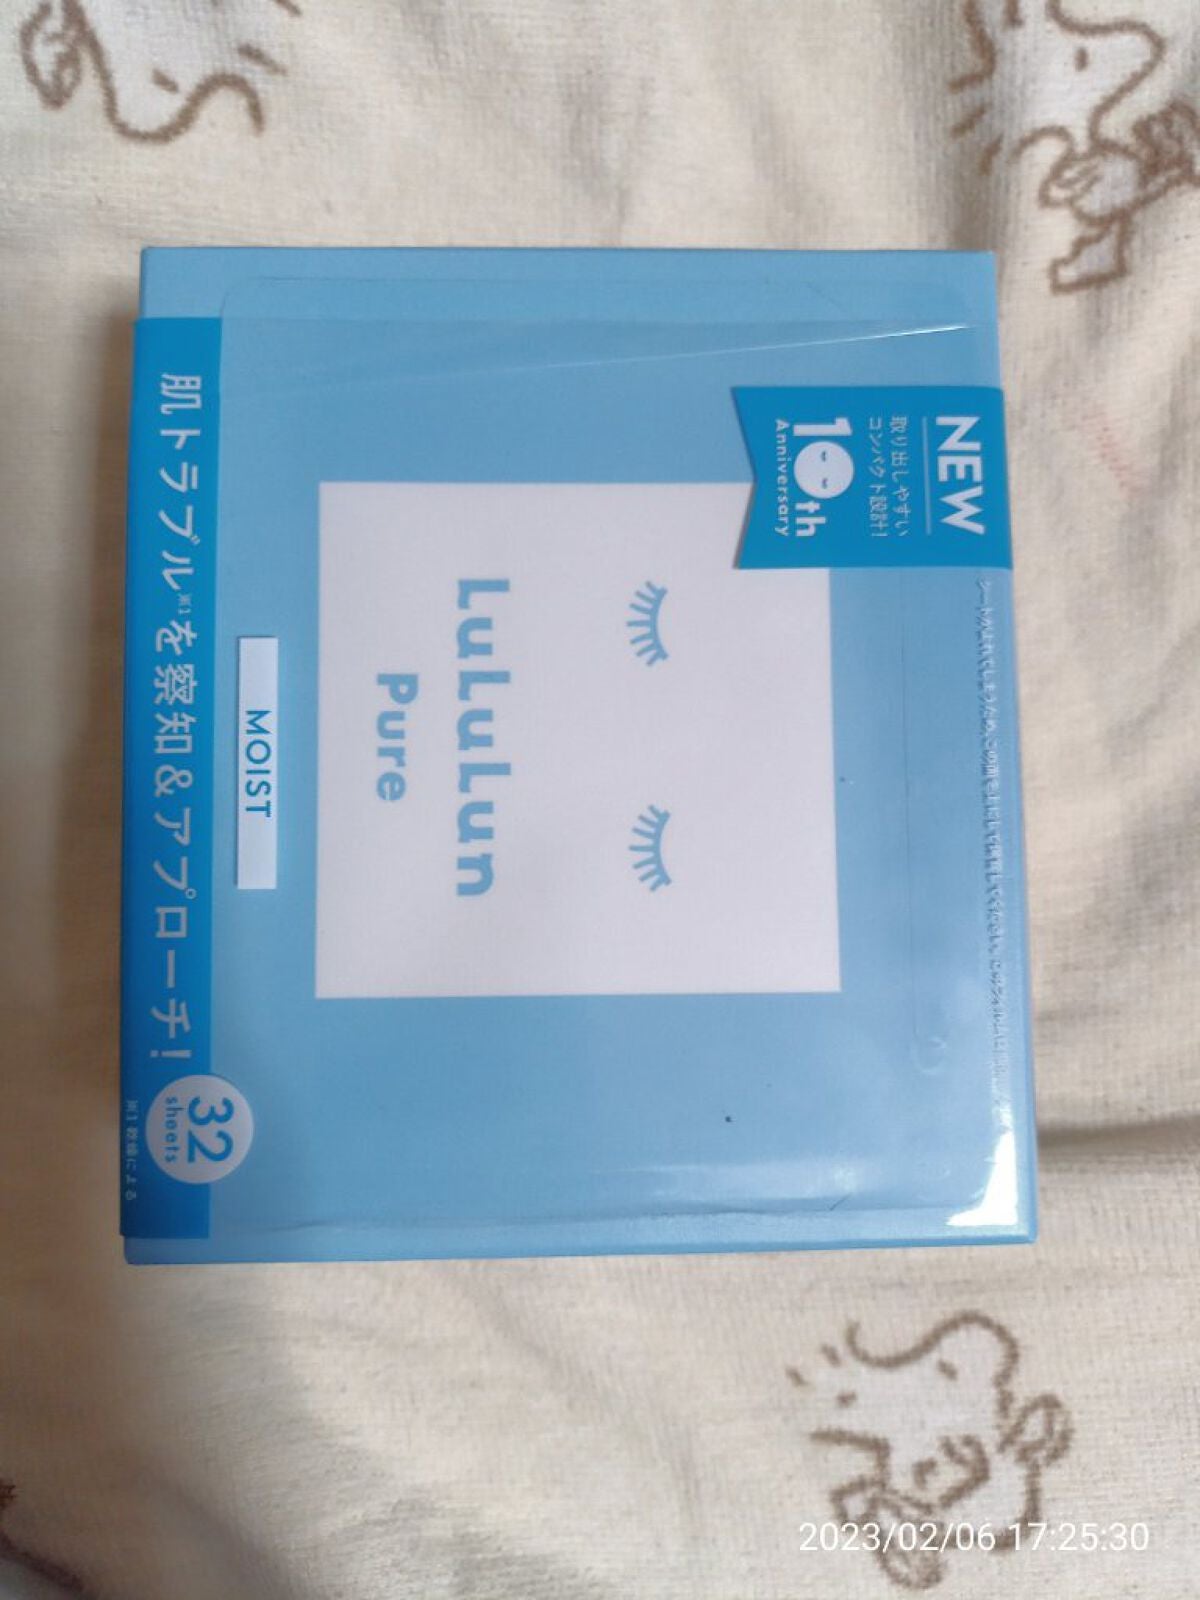 NEW
取り出しやすい
コンパクト設計!
10th
Anniversary
LuLuLun
Pure
MOIST
肌トラブル※1を察知&アプローチ!
32
sheets
※1 乾燥による
2023/02/06 17:25:30